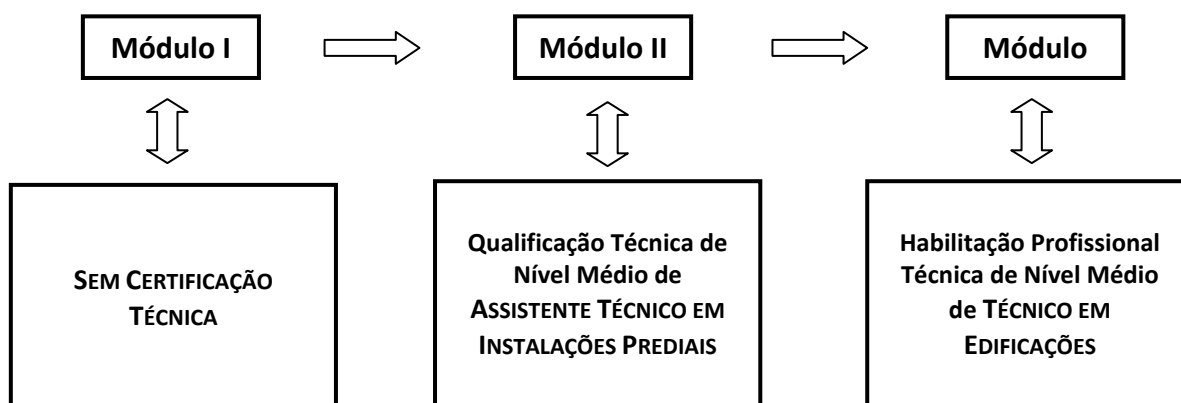 Módulo I
Módulo II
Módulo
SEM CERTIFICAÇÃO
TÉCNICA
Qualificação Técnica de
Nível Médio de
ASSISTENTE TÉCNICO EM
INSTALAÇÕES PREDIAIS
Habilitação Profissional
Técnica de Nível Médio
de TÉCNICO EM
EDIFICAÇÕES